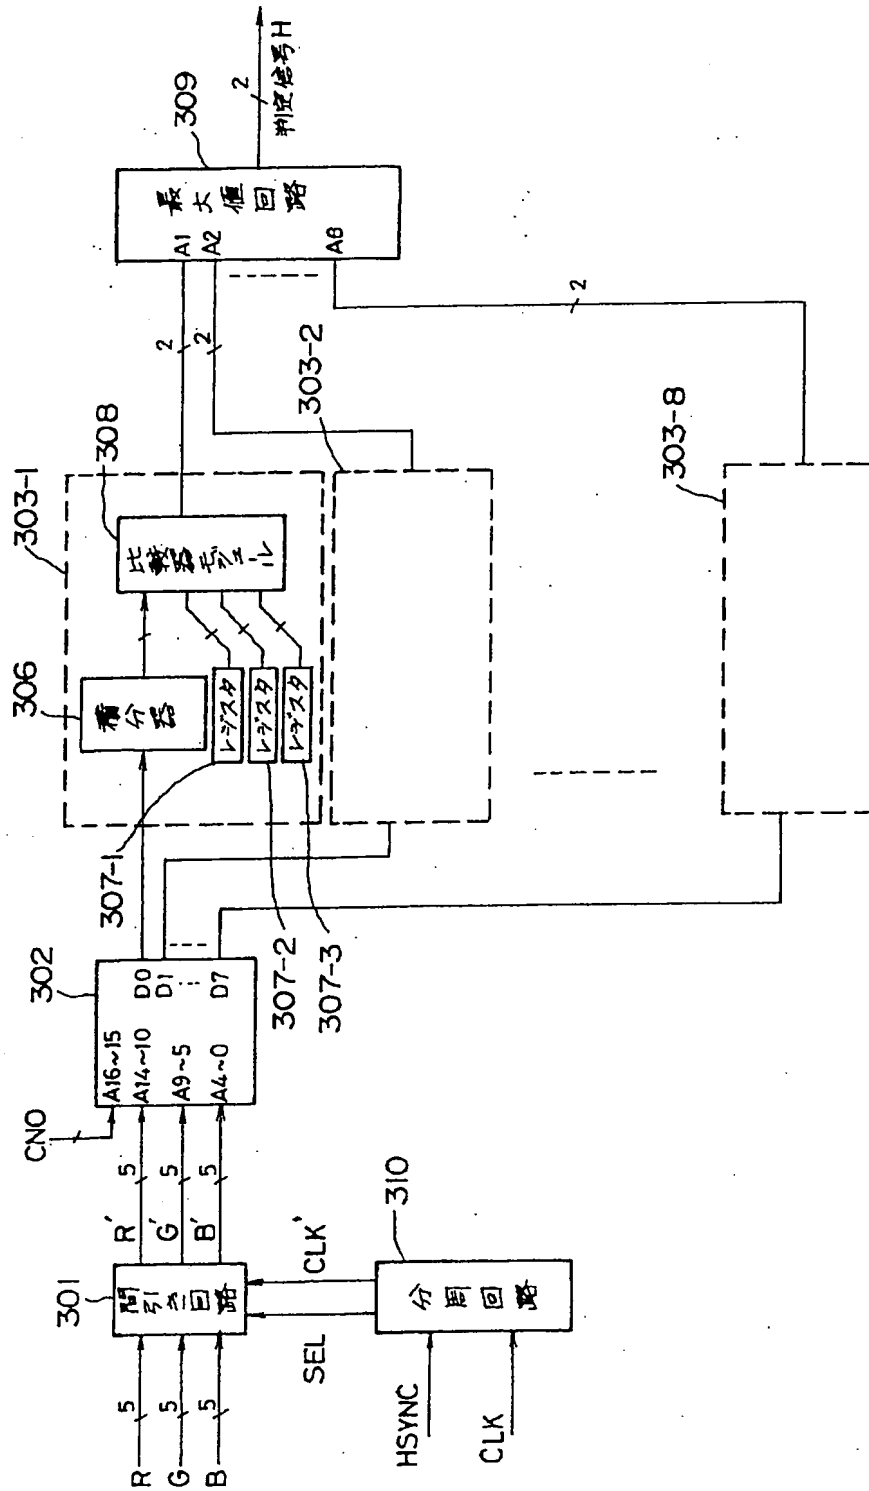 R
G
B
5
5
5
301
間引き回路
R'
G'
B'
5
5
5
SEL
CLK'
HSYNC
CLK
310
分周回路
CNO
302
A16~15
A14~10
A9~5
A4~0
D0
D1
D7
303-1
306
積分器
308
比較器モジュール
レジスタ
レジスタ
レジスタ
307-1
307-2
307-3
303-2
303-8
2
2
2
309
最大値回路
A1
A2
A8
2
判定信号H